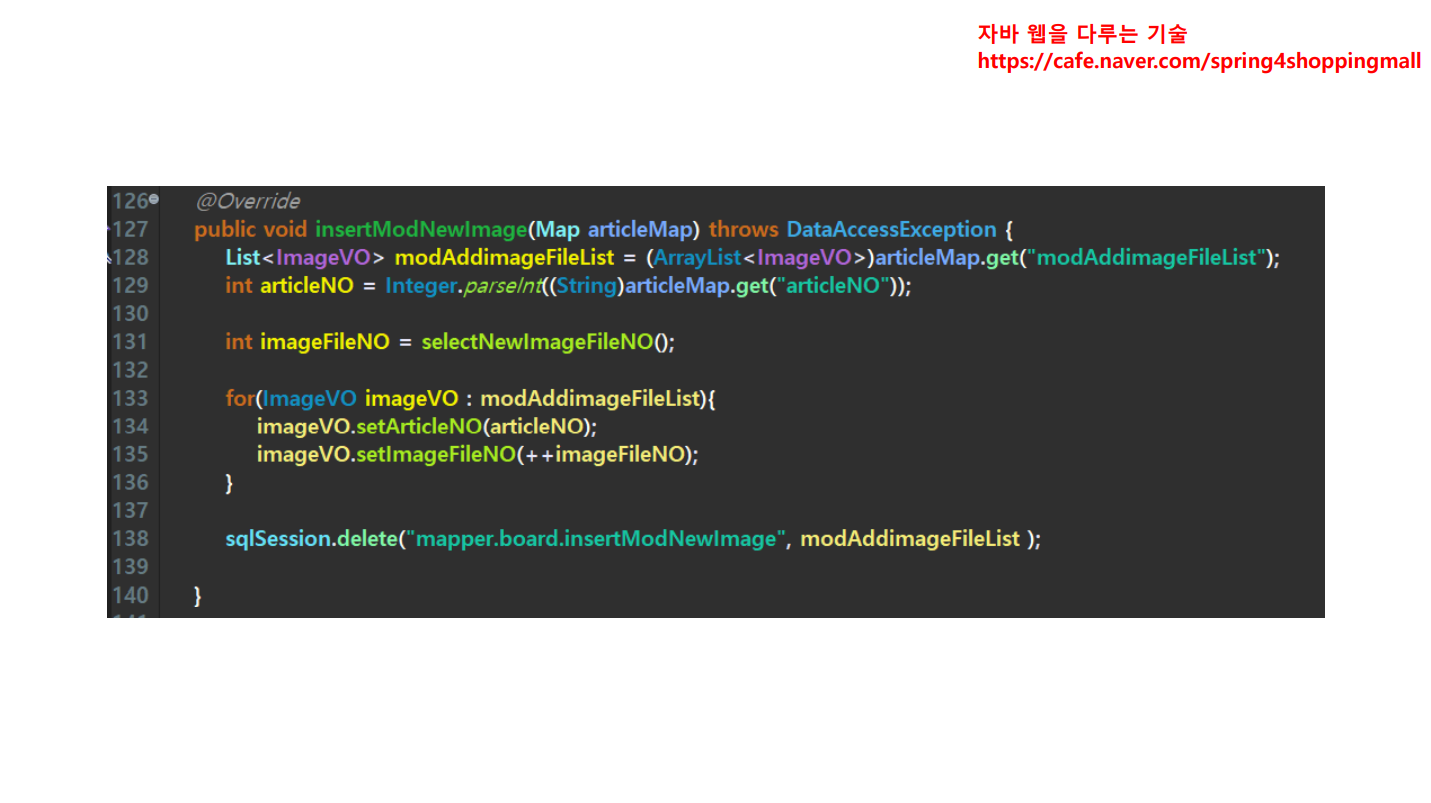 자바 웹을 다루는 기술
https://cafe.naver.com/spring4shoppingmall
126 @Override
127 public void insertModNewImage(Map articleMap) throws DataAccessException {
128 List<ImageVO> modAddimageFileList = (ArrayList<ImageVO>)articleMap.get("modAddimageFileList");
129 int articleNO = Integer.parseInt((String)articleMap.get("articleNO"));
130
131 int imageFileNO = selectNewImageFileNO();
132
133 for(ImageVO imageVO : modAddimageFileList){
134 imageVO.setArticleNO(articleNO);
135 imageVO.setImageFileNO(++imageFileNO);
136 }
137
138 sqlSession.delete("mapper.board.insertModNewImage", modAddimageFileList );
139
140 }